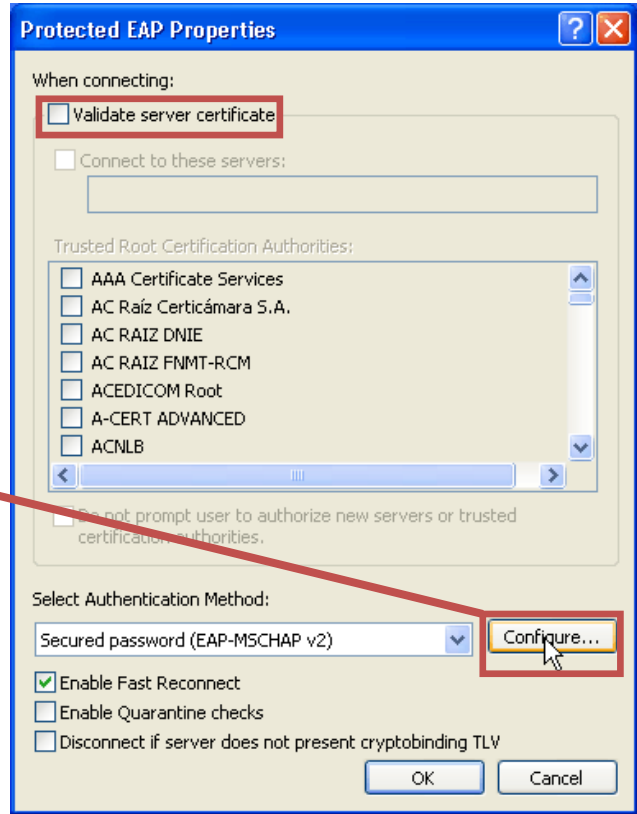 Protected EAP Properties
When connecting:
Validate server certificate
Connect to these servers:
Trusted Root Certification Authorities:
AAA Certificate Services
AC Raíz Certicámara S.A.
AC RAIZ DNIE
AC RAIZ FNMT-RCM
ACEDICOM Root
A-CERT ADVANCED
ACNLB
Do not prompt user to authorize new servers or trusted
certification authorities.
Select Authentication Method:
Secured password (EAP-MSCHAP v2)
Configure...
Enable Fast Reconnect
Enable Quarantine checks
Disconnect if server does not present cryptobinding TLV
OK
Cancel